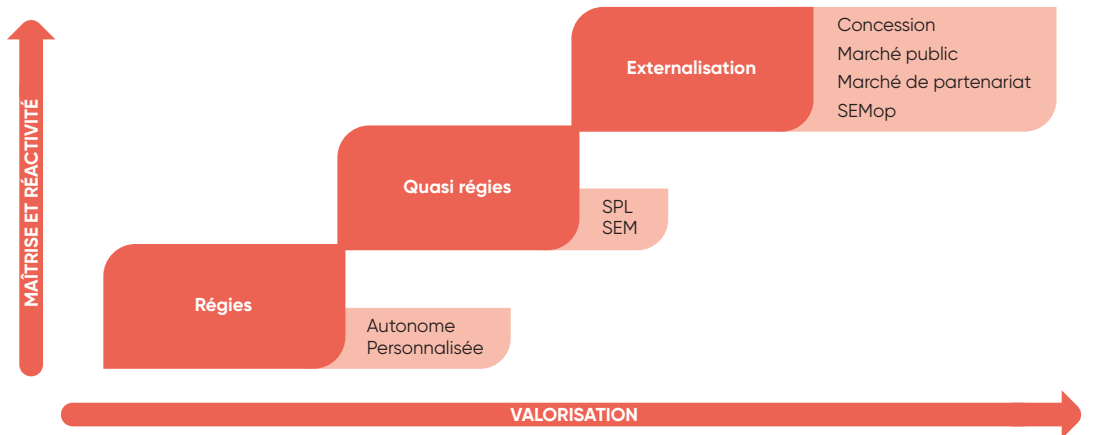 MAÎTRISE ET RÉACTIVITÉ
Externalisation
Concession
Marché public
Marché de partenariat
SEMop
Quasi régies
SPL
SEM
Régies
Autonome
Personnalisée
VALORISATION